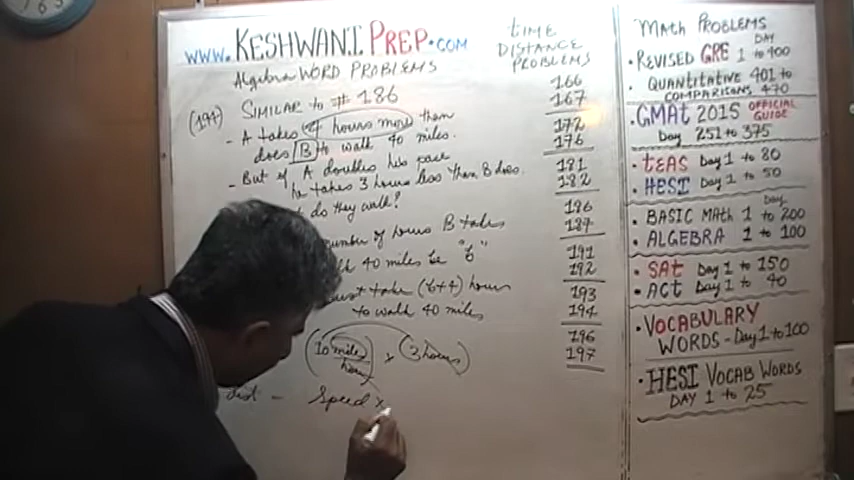 www.KESHWANI PREP.COM
Algebra WORD PROBLEMS
(197) SIMILAR to # 186
- A takes 4 hours more than
does B to walk 40 miles.
- But if A doubles his pace
he takes 3 hours less than B does.
do they walk?
number of hours B takes
40 miles be "b"
take (b+4) hours
to walk 40 miles
(10 miles/hour) x (3 hours)
dist = Speed x
time
DISTANCE
PROBLEMS
166
167
172
176
181
182
186
187
191
192
193
194
196
197
Math PROBLEMS
DAY
• REVISED GRE 1 to 400
• QUANTITATIVE 401 to
COMPARISONS 470
• GMAt 2015 OFFICIAL GUIDE
Day 251 to 375
• tEAS Day 1 to 80
• HESI Day 1 to 50
Day
• BASIC MAth 1 to 200
• ALGEBRA 1 to 100
• SAt Day 1 to 150
• ACt Day 1 to 40
• VOCABULARY
WORDS - Day 1 to 100
• HESI VOCAB WORDS
DAY 1 to 25